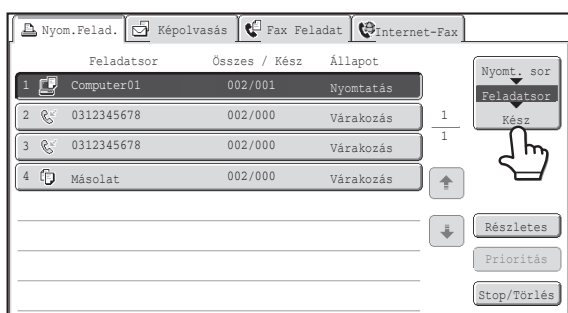 Nyom.Felad. Képolvasás Fax Feladat Internet-Fax
Feladatsor Összes / Kész Állapot
1 Computer01 002/001 Nyomtatás
2 0312345678 002/000 Várakozás
3 0312345678 002/000 Várakozás
4 Másolat 002/000 Várakozás
1
1
Nyomt. sor
Feladatsor
Kész
Részletes
Prioritás
Stop/Törlés